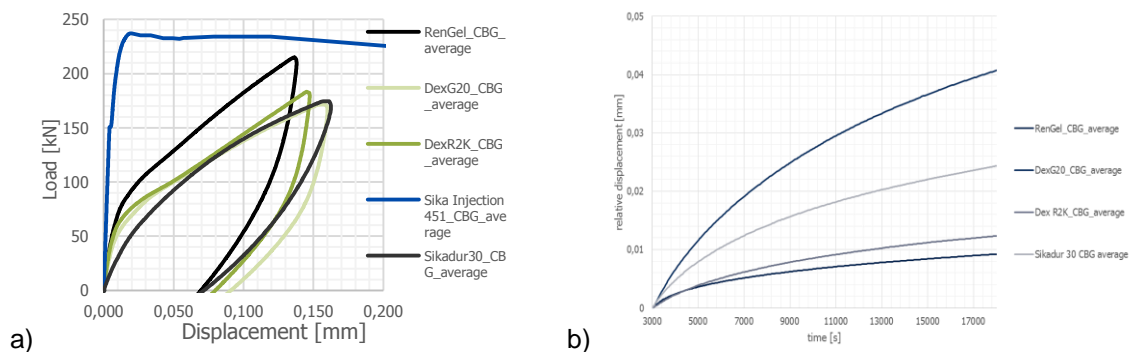 250
200
150
100
50
0
Load [kN]
0,000
0,050
0,100
0,150
0,200
Displacement [mm]
RenGel_CBG_
average
DexG20_CBG
_average
DexR2K_CBG
_average
Sika Injection
451_CBG_ave
rage
Sikadur30_CB
G_average
a)
0,05
0,04
0,03
0,02
0,01
0
relative displacement [mm]
3000
5000
7000
9000
11000
13000
15000
17000
time [s]
RenGel_CBG_average
DexG20_CBG_average
Dex R2K_CBG_average
Sikadur 30 CBG average
b)